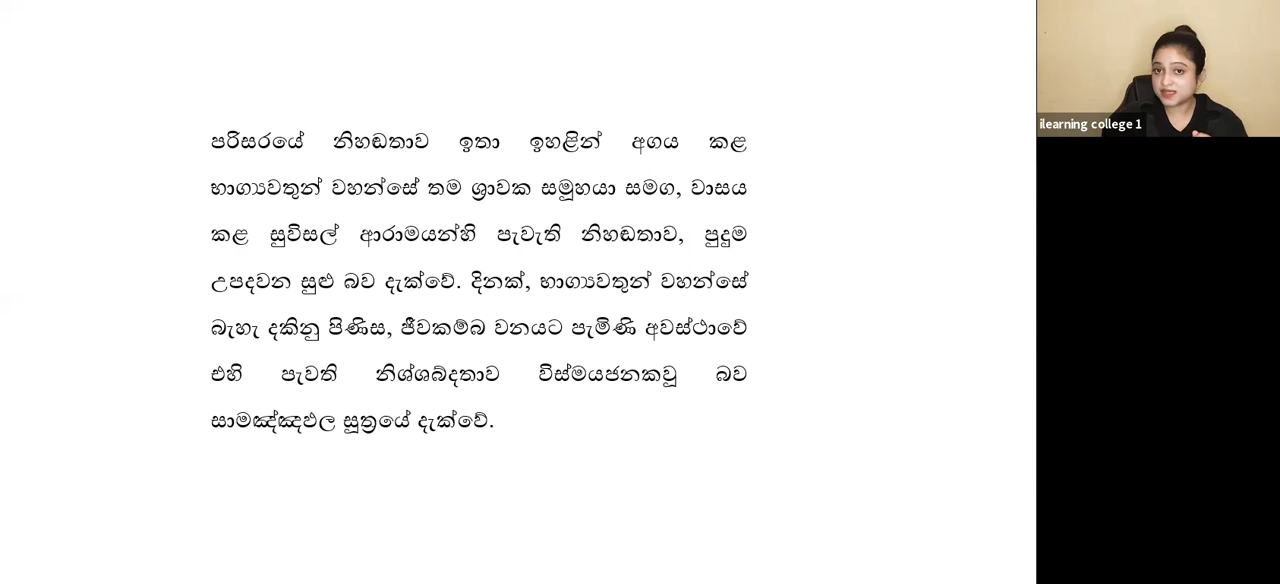 පරිසරයේ නිහඬතාව ඉතා ඉහළින් අගය කළ
භාග්‍යවතුන් වහන්සේ තම ශ්‍රාවක සමූහයා සමග, වාසය
කළ සුවිසල් ආරාමයන්හි පැවැති නිහඬතාව, පුදුම
උපදවන සුළු බව දැක්වේ. දිනක්, භාග්‍යවතුන් වහන්සේ
බැහැ දකිනු පිණිස, ජීවකම්බ වනයට පැමිණි අවස්ථාවේ
එහි පැවති නිශ්ශබ්දතාව විස්මයජනකවූ බව
සාමඤ්ඤඵල සූත්‍රයේ දැක්වේ.
ilearning college 1